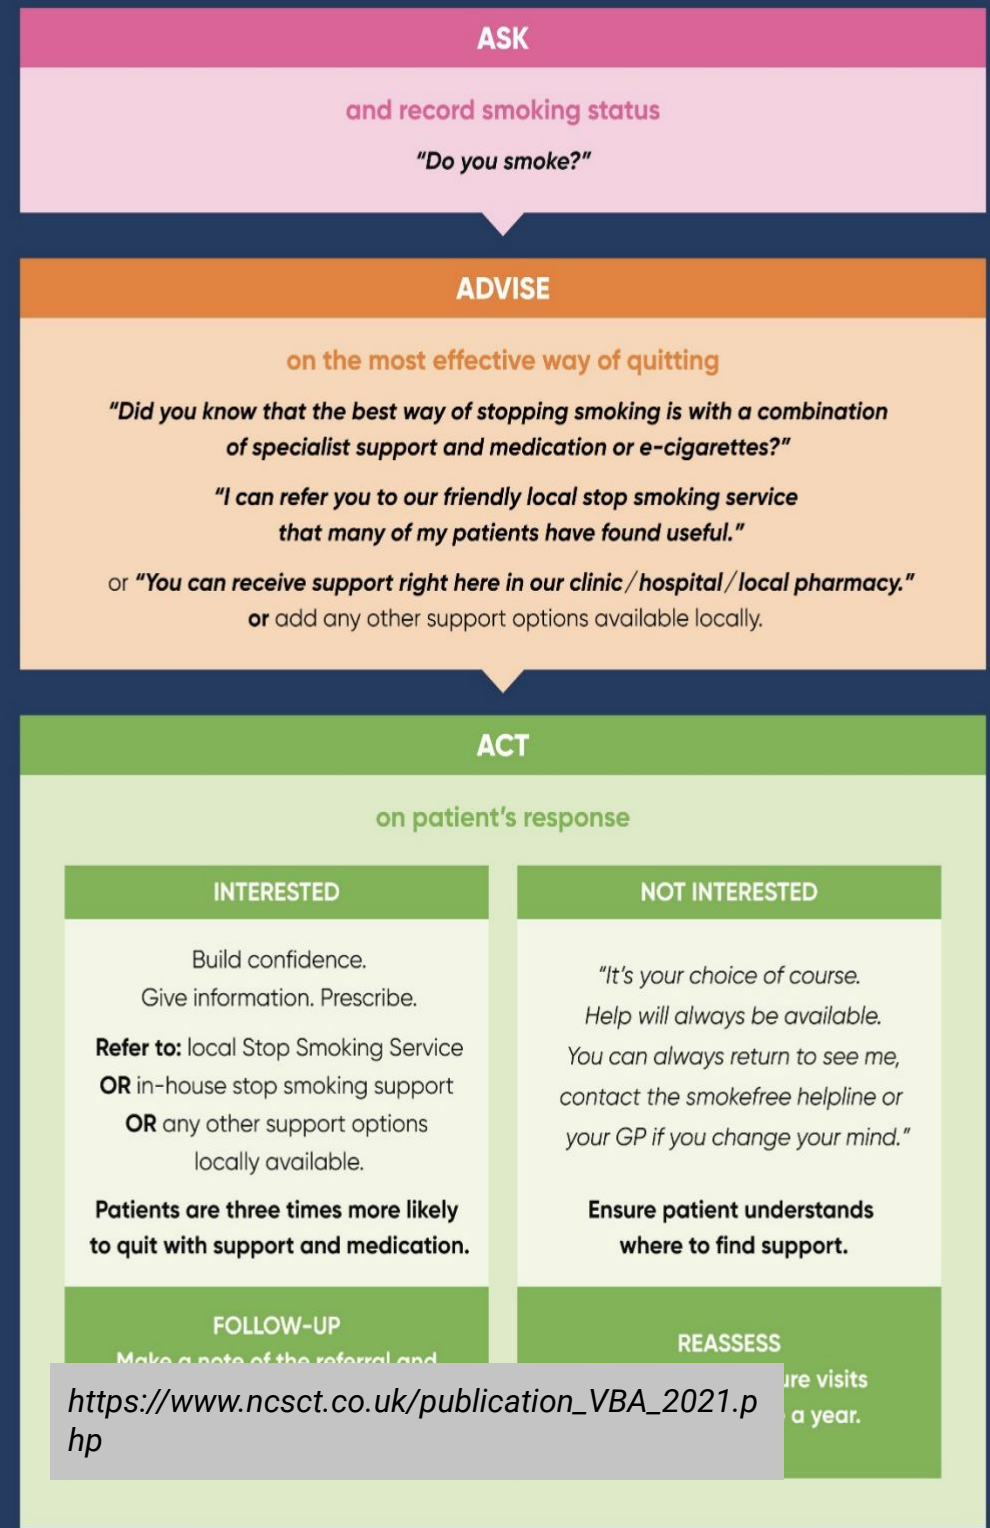 ASK
and record smoking status
“Do you smoke?”
ADVISE
on the most effective way of quitting
“Did you know that the best way of stopping smoking is with a combination
of specialist support and medication or e-cigarettes?”
“I can refer you to our friendly local stop smoking service
that many of my patients have found useful.”
or “You can receive support right here in our clinic/hospital/local pharmacy.”
or add any other support options available locally.
ACT
on patient’s response
INTERESTED
Build confidence.
Give information. Prescribe.
Refer to: local Stop Smoking Service
OR in-house stop smoking support
OR any other support options
locally available.
Patients are three times more likely
to quit with support and medication.
FOLLOW-UP
Make a note of the referral and
NOT INTERESTED
“It’s your choice of course.
Help will always be available.
You can always return to see me,
contact the smokefree helpline or
your GP if you change your mind.”
Ensure patient understands
where to find support.
REASSESS
visits
a year.
https://www.ncsct.co.uk/publication_VBA_2021.p
hp